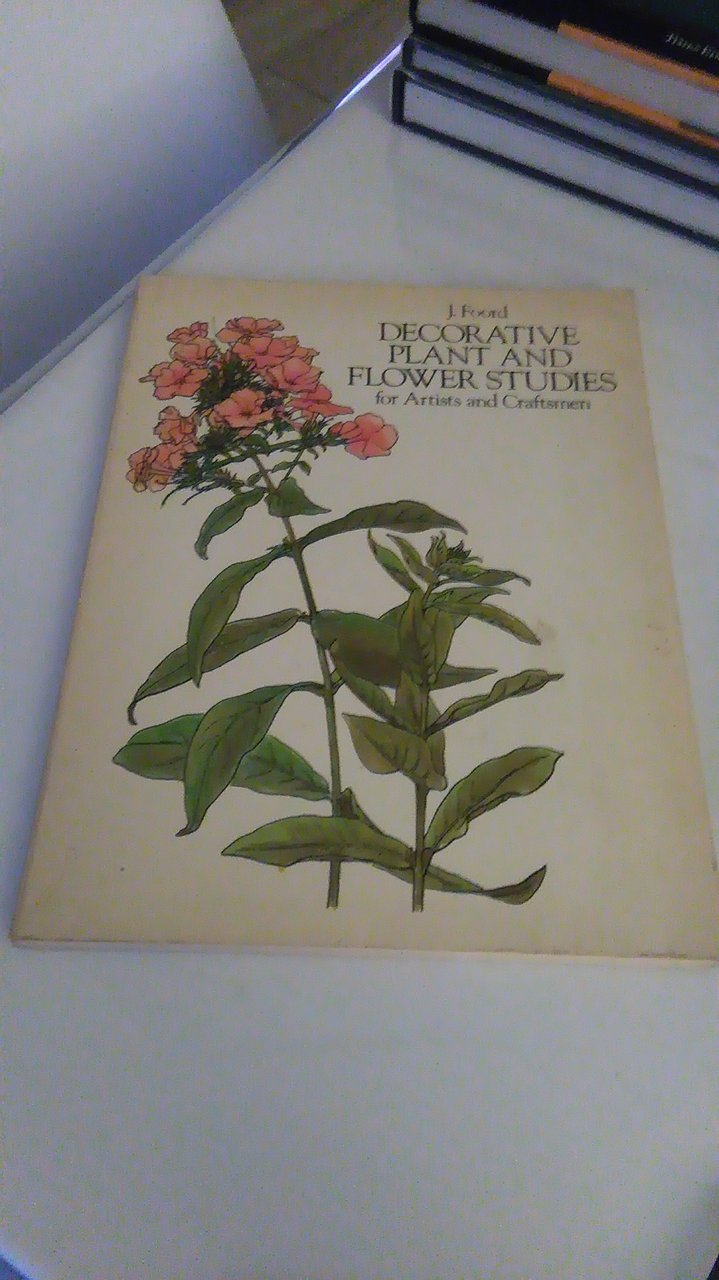 J. Foord
DECORATIVE
PLANT AND
FLOWER STUDIES
for Artists and Craftsmen